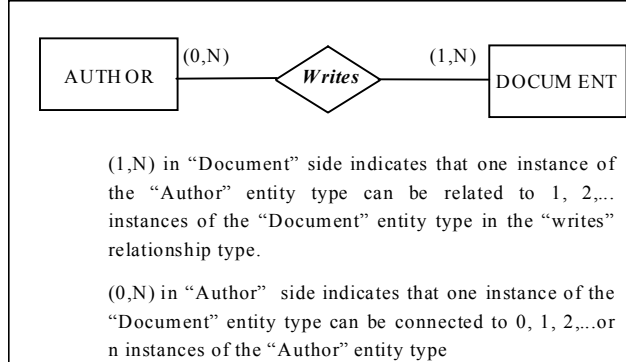 (0,N) (1,N)
AUTHOR Writes DOCUMENT
(1,N) in “Document” side indicates that one instance of
the “Author” entity type can be related to 1, 2,...
instances of the “Document” entity type in the “writes”
relationship type.
(0,N) in “Author” side indicates that one instance of the
“Document” entity type can be connected to 0, 1, 2,...or
n instances of the “Author” entity type